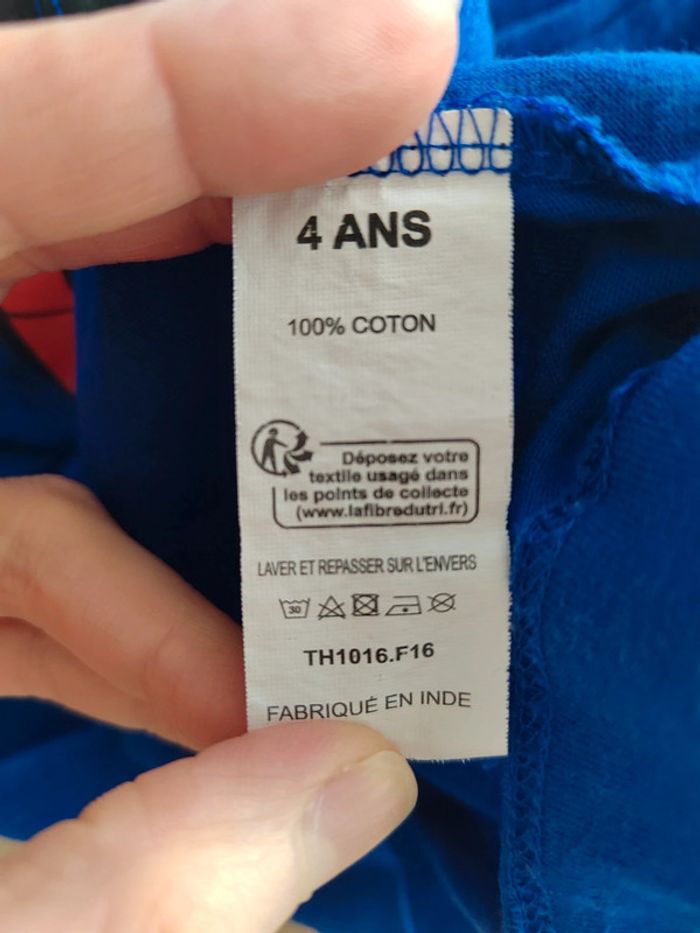 4 ANS
100% COTON
Déposez votre
textile usagé dans
les points de collecte
(www.lafibredutri.fr)
LAVER ET REPASSER SUR L'ENVERS
30
TH1016.F16
FABRIQUÉ EN INDE